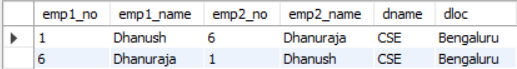 emp1_no emp1_name emp2_no emp2_name dname dloc
1 Dhanush 6 Dhanuraja CSE Bengaluru
6 Dhanuraja 1 Dhanush CSE Bengaluru